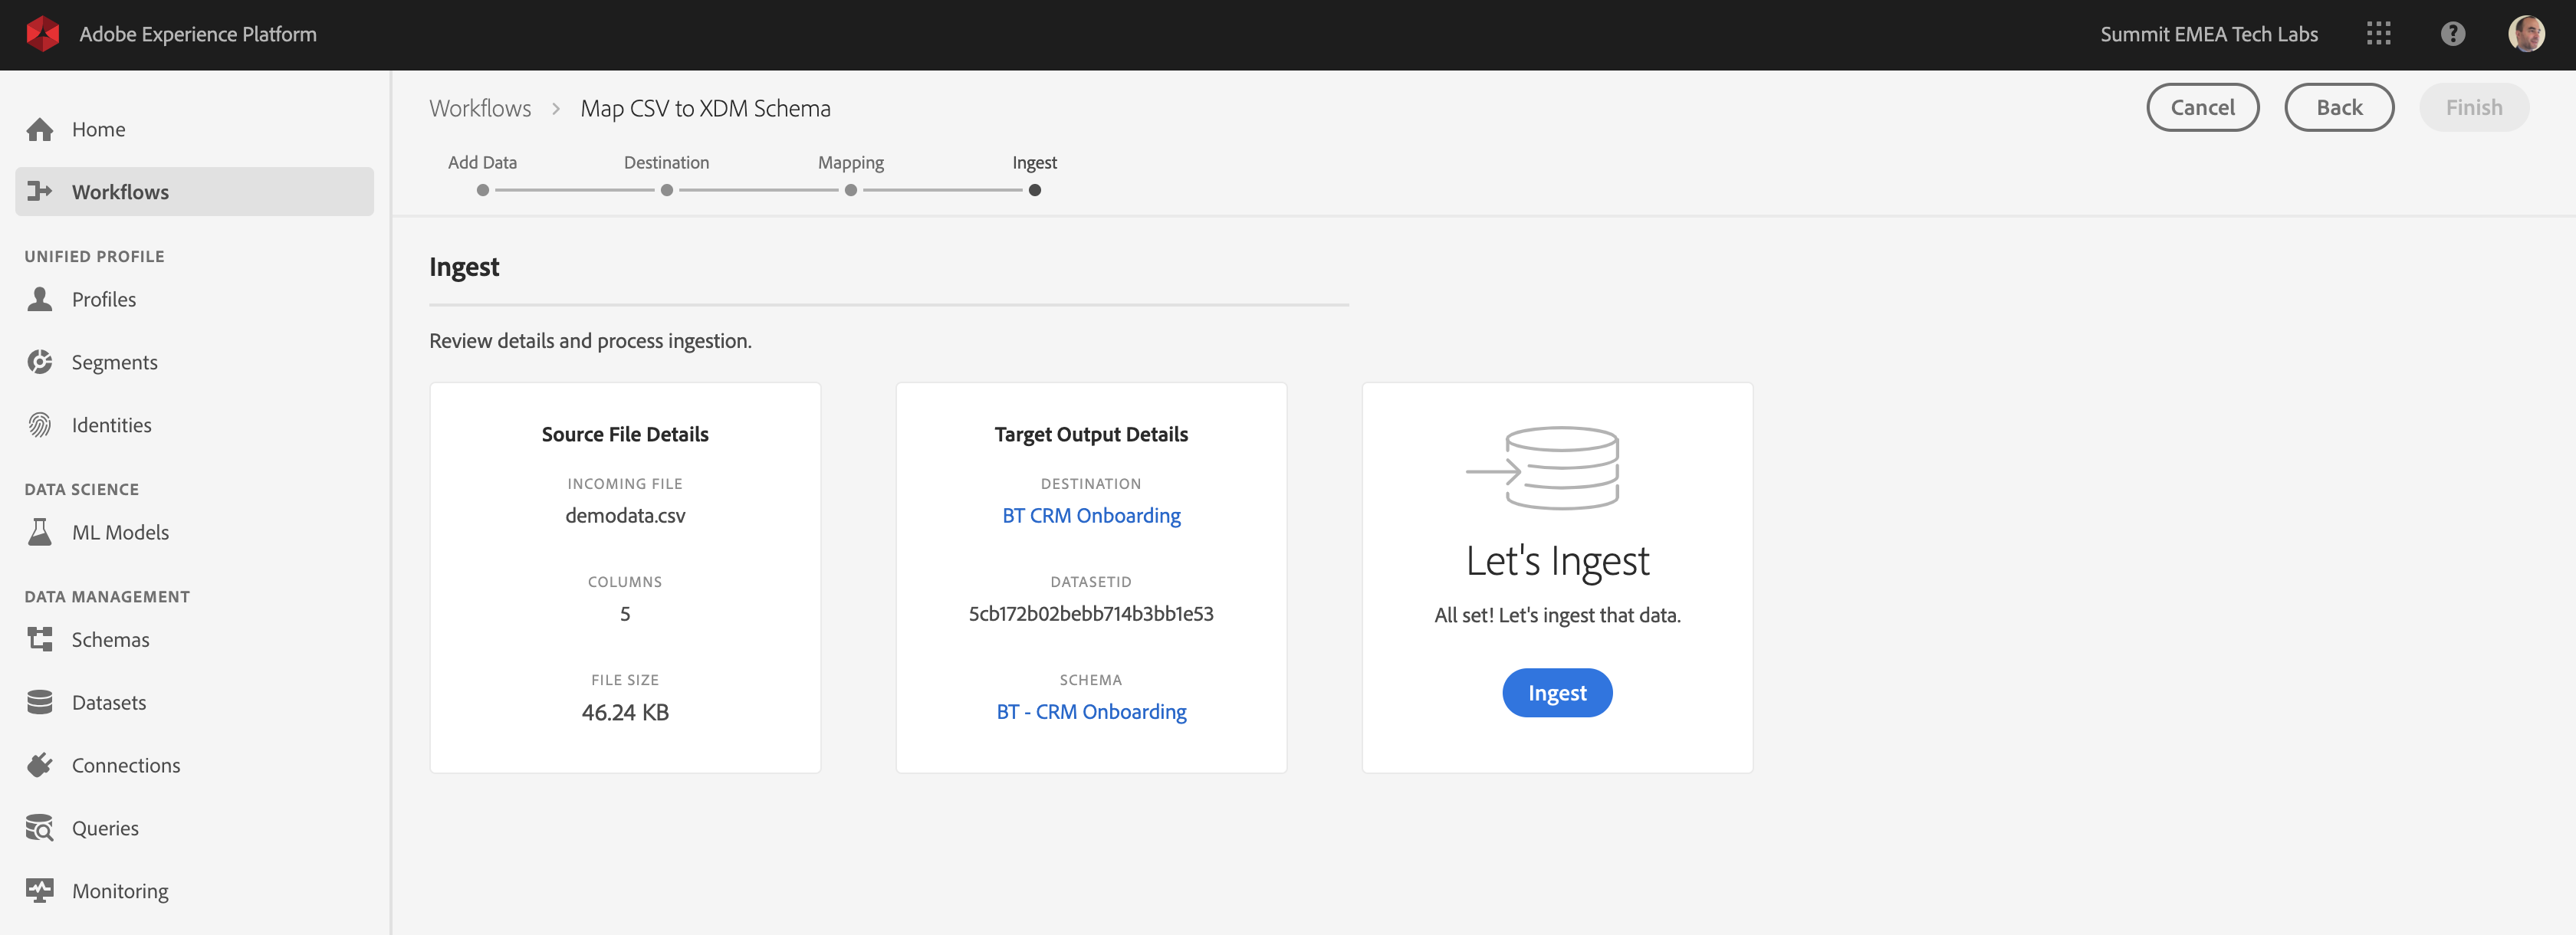 Adobe Experience Platform
Summit EMEA Tech Labs
?
Home
Workflows
UNIFIED PROFILE
Profiles
Segments
Identities
DATA SCIENCE
ML Models
DATA MANAGEMENT
Schemas
Datasets
Connections
Queries
Monitoring
Workflows > Map CSV to XDM Schema
Cancel
Back
Finish
Add Data
Destination
Mapping
Ingest
Ingest
Review details and process ingestion.
Source File Details
INCOMING FILE
demodata.csv
COLUMNS
5
FILE SIZE
46.24 KB
Target Output Details
DESTINATION
BT CRM Onboarding
DATASETID
5cb172b02bebb714b3bb1e53
SCHEMA
BT - CRM Onboarding
Let's Ingest
All set! Let's ingest that data.
Ingest